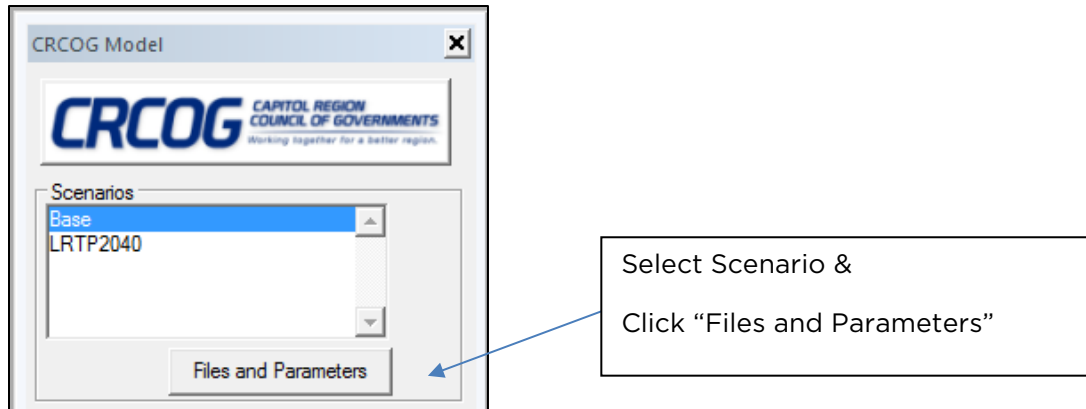 CRCOG Model
CRCOG
CAPITOL REGION
COUNCIL OF GOVERNMENTS
Working together for a better region.
Scenarios
Base
LRTP2040
Files and Parameters
Select Scenario &
Click “Files and Parameters”